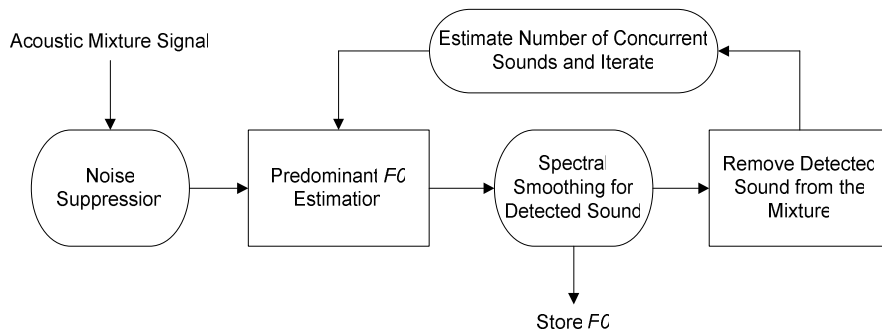 Acoustic Mixture Signal
Estimate Number of Concurrent
Sounds and Iterate
Noise
Suppression
Predominant F0
Estimation
Spectral
Smoothing for
Detected Sound
Remove Detected
Sound from the
Mixture
Store F0